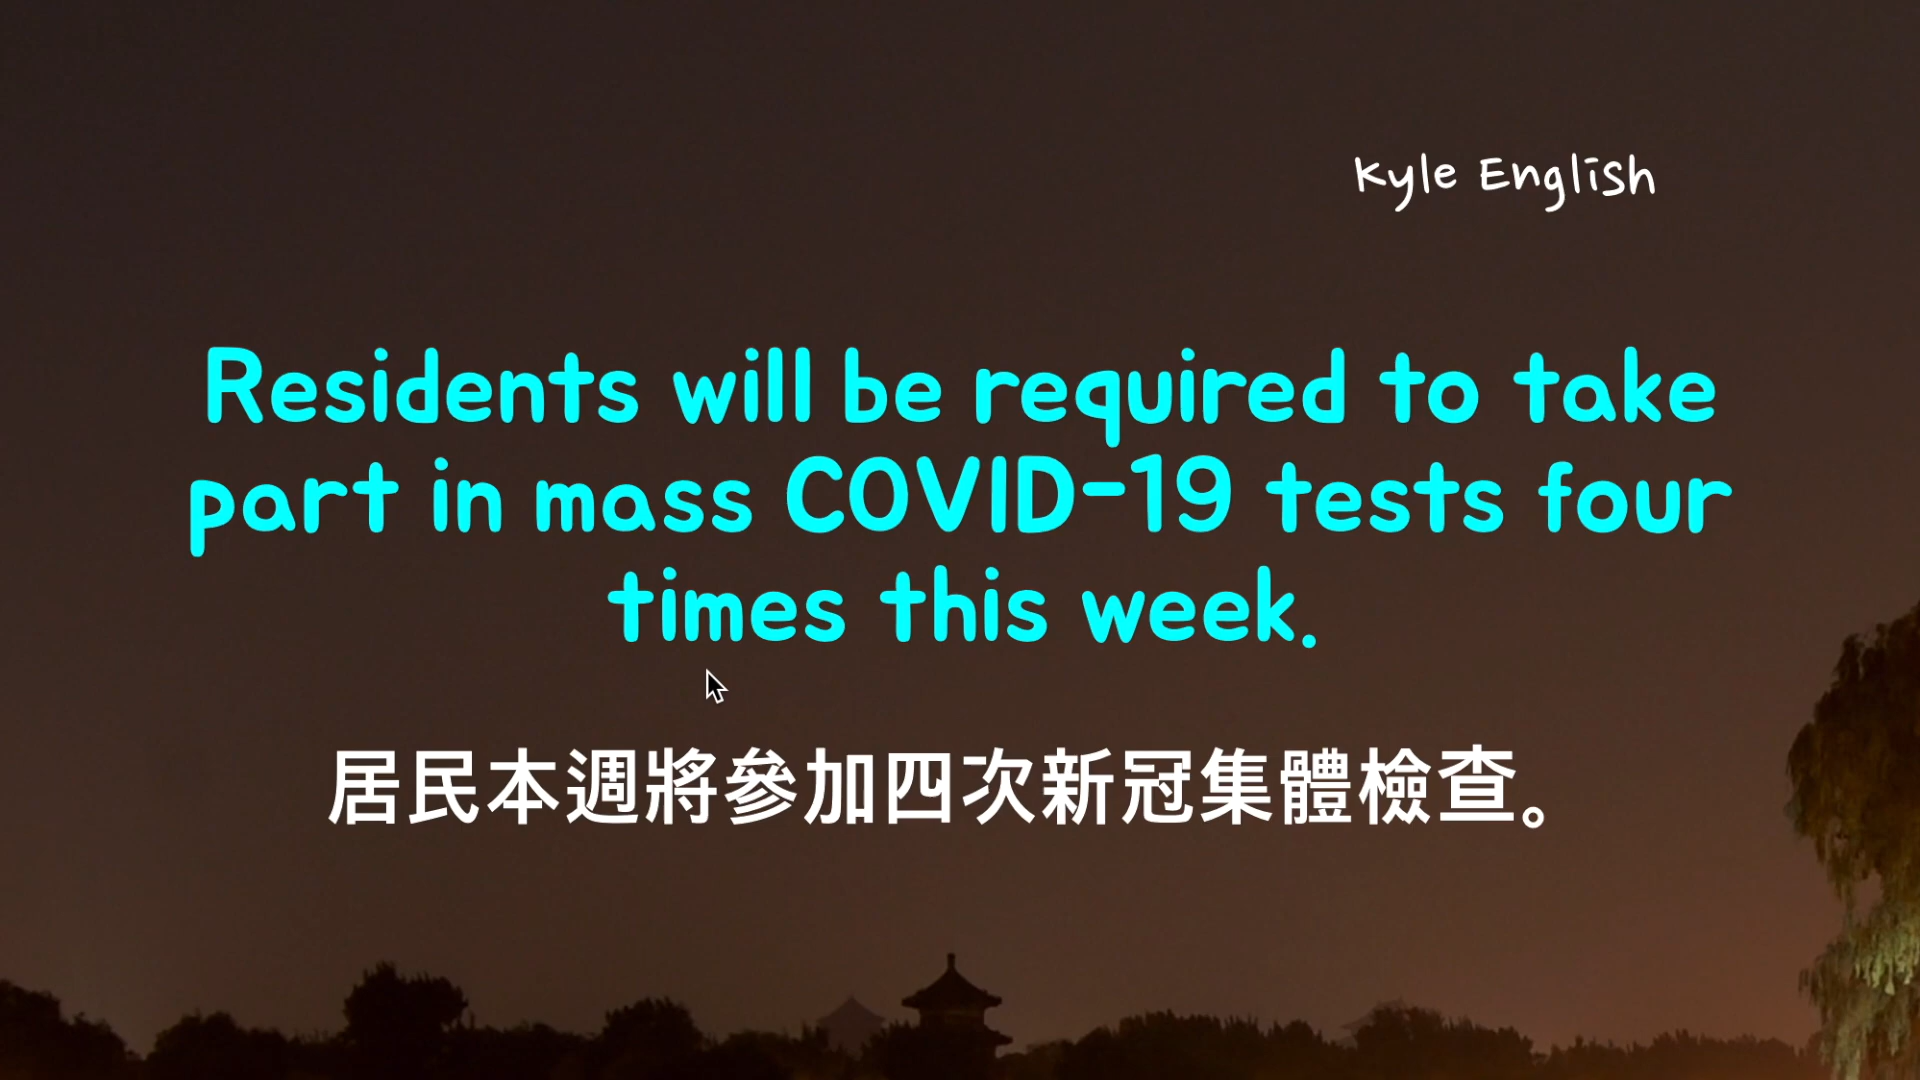 Kyle English
Residents will be required to take
part in mass COVID-19 tests four
times this week.
居民本週將參加四次新冠集體檢查。